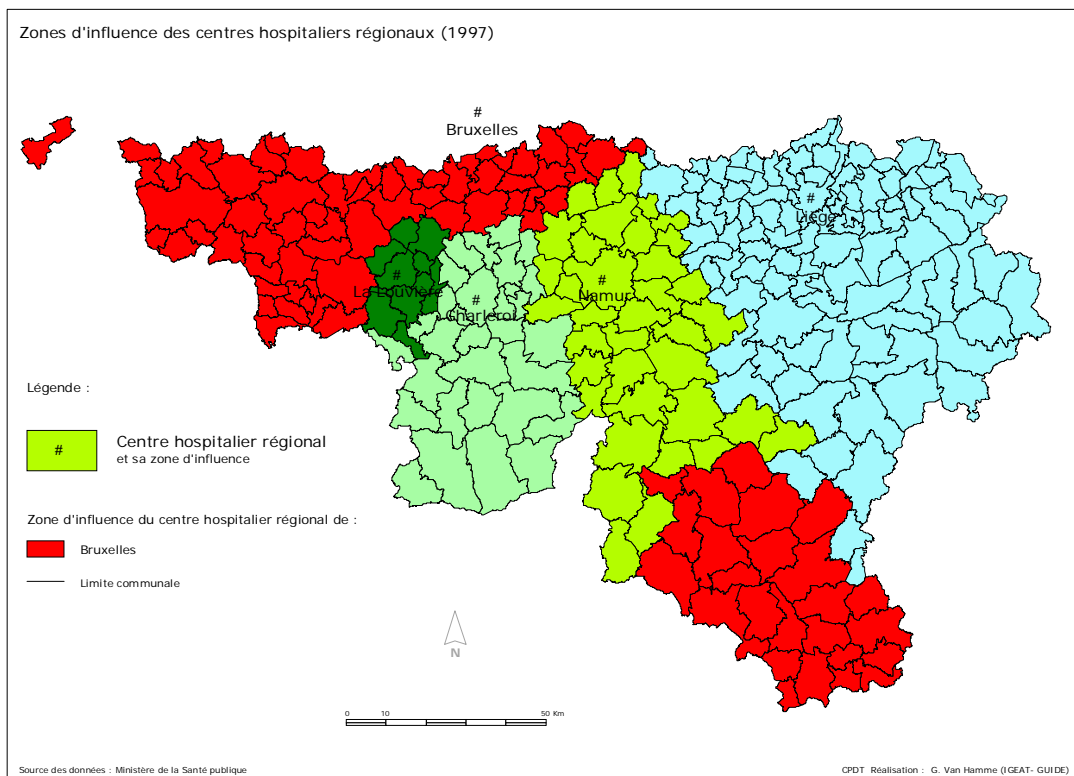 Zones d'influence des centres hospitaliers régionaux (1997)
#
Bruxelles
#
Liège
#
La Louvière
#
Charleroi
#
Namur
Légende :
#
Centre hospitalier régional
et sa zone d'influence
Zone d'influence du centre hospitalier régional de :
Bruxelles
Limite communale
N
0 10 50 Km
Source des données : Ministère de la Santé publique
CPDT Réalisation : G. Van Hamme (IGEAT- GUIDE)